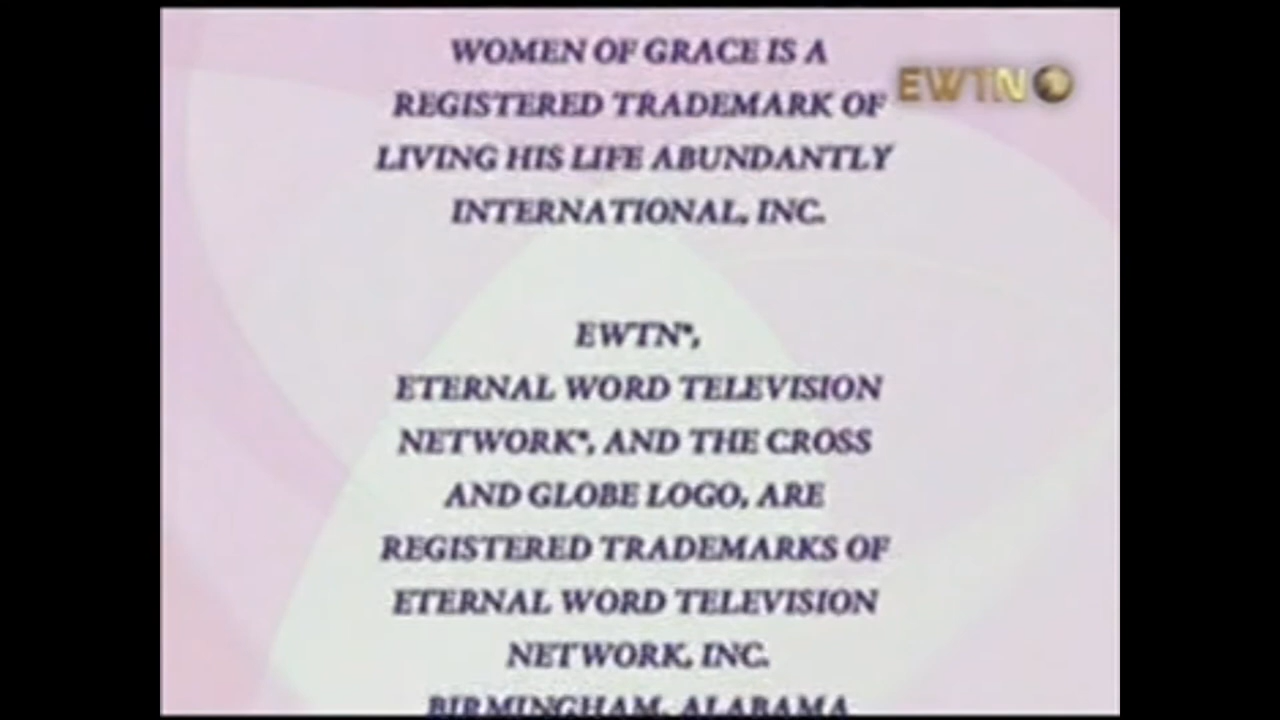 WOMEN OF GRACE IS A
EWTN
REGISTERED TRADEMARK OF
LIVING HIS LIFE ABUNDANTLY
INTERNATIONAL, INC.
EWTN®,
ETERNAL WORD TELEVISION
NETWORK®, AND THE CROSS
AND GLOBE LOGO, ARE
REGISTERED TRADEMARKS OF
ETERNAL WORD TELEVISION
NETWORK, INC.
BIRMINGHAM, ALABAMA